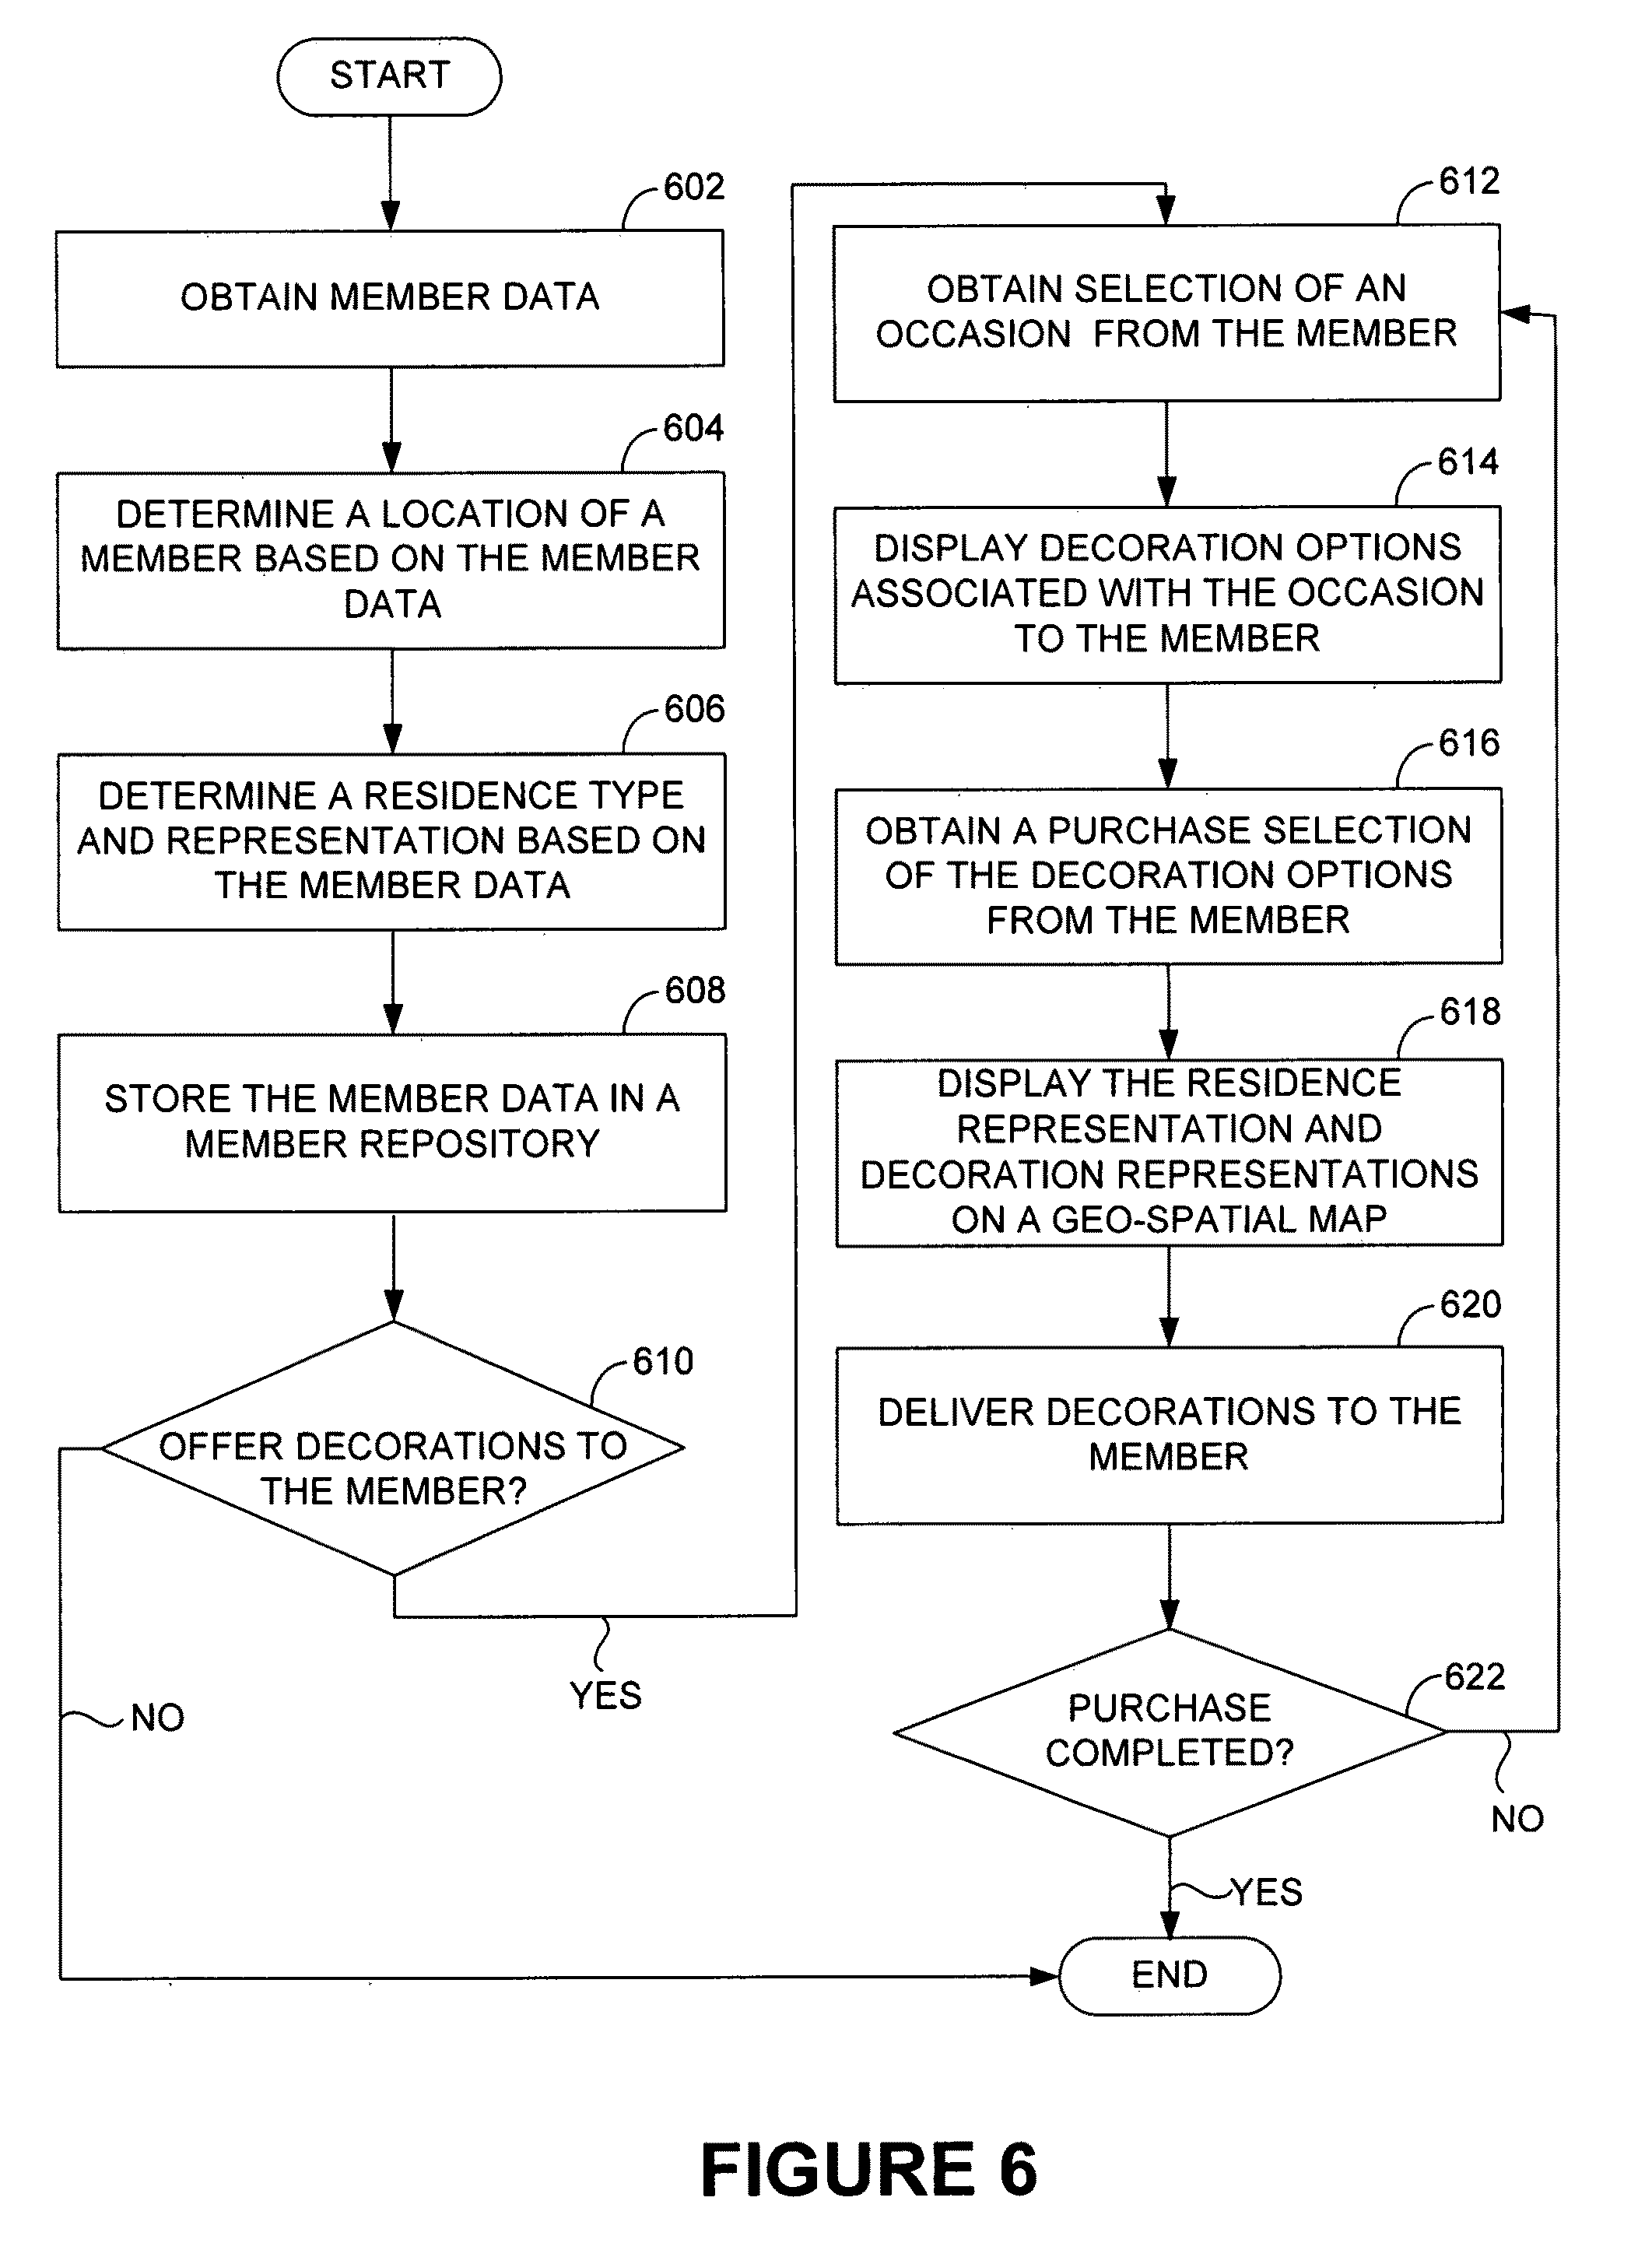 START
602
OBTAIN MEMBER DATA
604
DETERMINE A LOCATION OF A
MEMBER BASED ON THE MEMBER
DATA
606
DETERMINE A RESIDENCE TYPE
AND REPRESENTATION BASED ON
THE MEMBER DATA
608
STORE THE MEMBER DATA IN A
MEMBER REPOSITORY
610
OFFER DECORATIONS TO
THE MEMBER?
YES
NO
612
OBTAIN SELECTION OF AN
OCCASION FROM THE MEMBER
614
DISPLAY DECORATION OPTIONS
ASSOCIATED WITH THE OCCASION
TO THE MEMBER
616
OBTAIN A PURCHASE SELECTION
OF THE DECORATION OPTIONS
FROM THE MEMBER
618
DISPLAY THE RESIDENCE
REPRESENTATION AND
DECORATION REPRESENTATIONS
ON A GEO-SPATIAL MAP
620
DELIVER DECORATIONS TO THE
MEMBER
622
PURCHASE
COMPLETED?
NO
YES
END
FIGURE 6